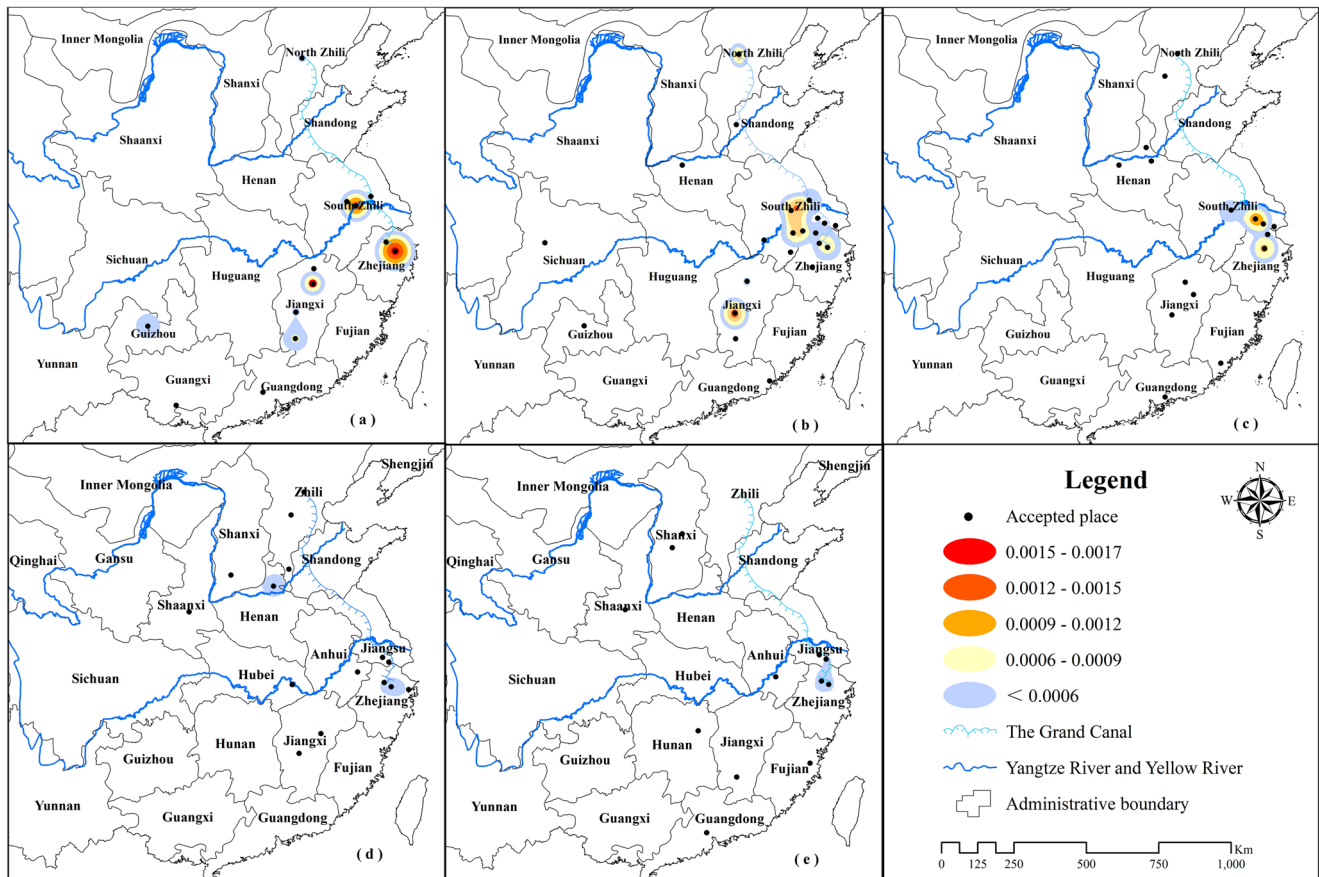 Inner Mongolia
North Zhili
Shanxi
Shandong
Shaanxi
Henan
South Zhili
Sichuan
Huguang
Zhejiang
Jiangxi
Guizhou
Fujian
Yunnan
Guangxi
Guangdong
( a )
Inner Mongolia
North Zhili
Shanxi
Shandong
Shaanxi
Henan
South Zhili
Sichuan
Huguang
Zhejiang
Jiangxi
Guizhou
Fujian
Yunnan
Guangxi
Guangdong
( b )
Inner Mongolia
North Zhili
Shanxi
Shandong
Shaanxi
Henan
South Zhili
Sichuan
Huguang
Zhejiang
Jiangxi
Guizhou
Fujian
Yunnan
Guangxi
Guangdong
( c )
Shengjin
Inner Mongolia
Zhili
Shanxi
Qinghai
Gansu
Shandong
Shaanxi
Henan
Jiangsu
Anhui
Sichuan
Hubei
Zhejiang
Hunan
Jiangxi
Guizhou
Fujian
Yunnan
Guangxi
Guangdong
( d )
Shengjin
Inner Mongolia
Zhili
Shanxi
Qinghai
Gansu
Shandong
Shaanxi
Henan
Jiangsu
Anhui
Sichuan
Hubei
Zhejiang
Hunan
Jiangxi
Guizhou
Fujian
Yunnan
Guangxi
Guangdong
( e )
Legend
N
W E
S
Accepted place
0.0015 - 0.0017
0.0012 - 0.0015
0.0009 - 0.0012
0.0006 - 0.0009
< 0.0006
The Grand Canal
Yangtze River and Yellow River
Administrative boundary
Km
0 125 250 500 750 1,000